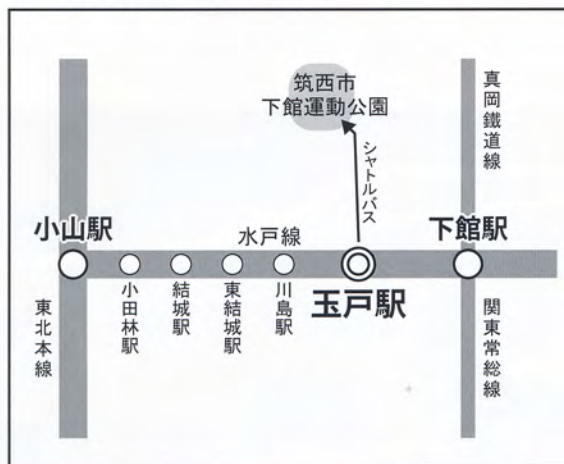 筑西市
下館運動公園
シャトルバス
真岡鐵道線
小山駅
水戸線
下館駅
小田林駅
結城駅
東結城駅
川島駅
玉戸駅
東北本線
関東常総線